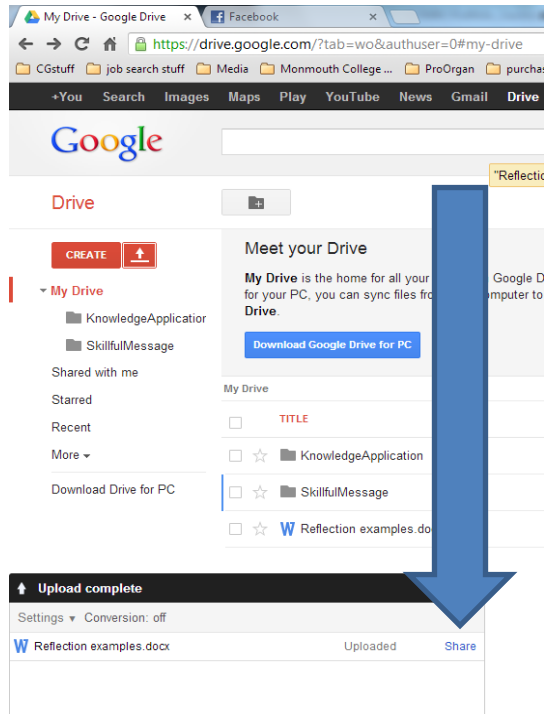 My Drive - Google Drive × Facebook ×
https://drive.google.com/?tab=wo&authuser=0#my-drive
CGstuff job search stuff Media Monmouth College ... ProOrgan purchas
+You Search Images Maps Play YouTube News Gmail Drive
Google
"Reflectio
Drive
CREATE
Meet your Drive
My Drive is the home for all your Google D
for your PC, you can sync files fro mputer to
Drive.
Download Google Drive for PC
My Drive
KnowledgeApplicatior
SkillfulMessage
Shared with me
Starred
Recent
More
Download Drive for PC
My Drive
TITLE
KnowledgeApplication
SkillfulMessage
W Reflection examples.do
Upload complete
Settings Conversion: off
W Reflection examples.docx Uploaded Share